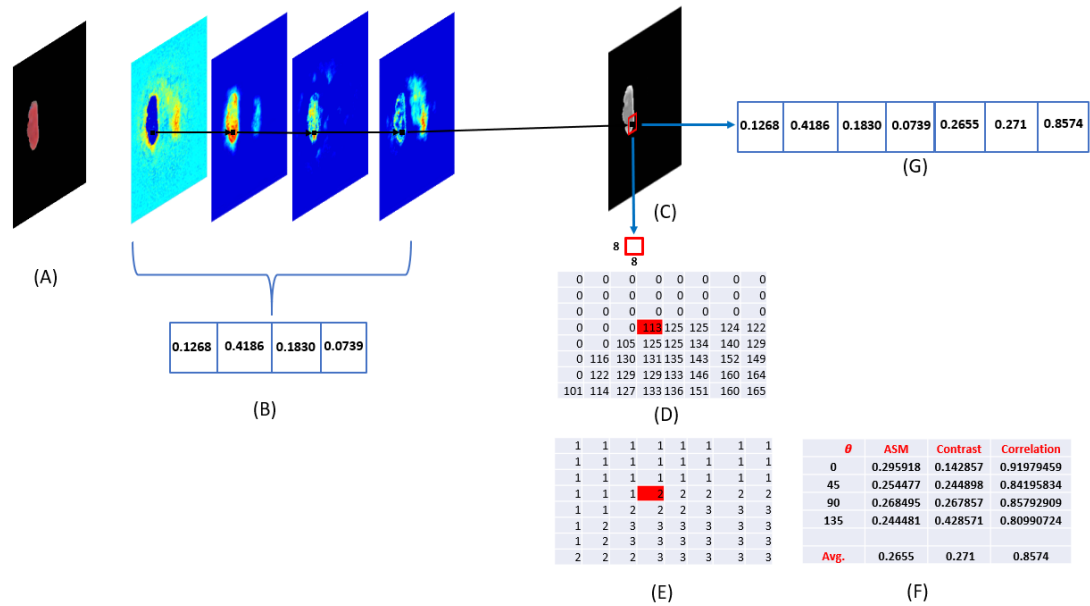 0.1268 0.4186 0.1830 0.0739 0.2655 0.271 0.8574
(G)
(C)
(A)
8
8
0.1268 0.4186 0.1830 0.0739
(B)
0 0 0 0 0 0 0 0
0 0 0 0 0 0 0 0
0 0 0 0 0 0 0 0
0 0 0 113 125 125 124 122
0 0 105 125 125 134 140 129
0 116 130 131 135 143 152 149
0 122 129 129 133 146 160 164
101 114 127 133 136 151 160 165
(D)
1 1 1 1 1 1 1 1
1 1 1 1 1 1 1 1
1 1 1 1 1 1 1 1
1 1 1 2 2 2 2 2
1 1 2 2 2 3 3 3
1 2 3 3 3 3 3 3
1 2 3 3 3 3 3 3
2 2 2 3 3 3 3 3
(E)
θ ASM Contrast Correlation
0 0.295918 0.142857 0.91979459
45 0.254477 0.244898 0.84195834
90 0.268495 0.267857 0.85792909
135 0.244481 0.428571 0.80990724
Avg. 0.2655 0.271 0.8574
(F)